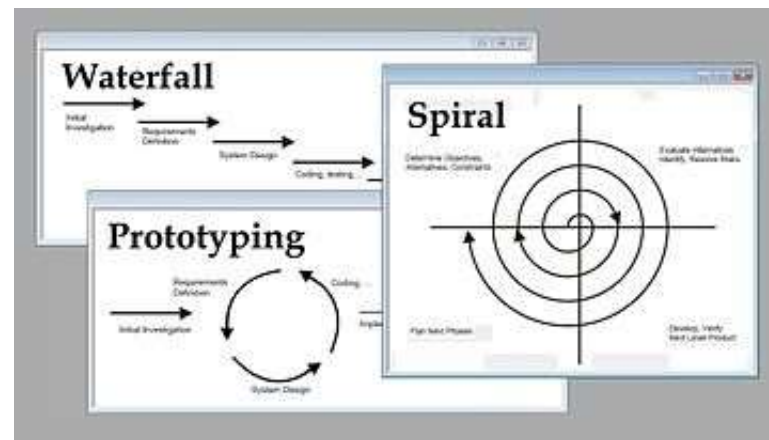 Waterfall
Initial
Investigation
Requirements
Definition
System Design
Coding, testing...
Prototyping
Requirements
Definition
Coding, ...
Initial Investigation
System Design
Spiral
Determine Objectives,
Alternatives, Constraints
Evaluate Alternatives
Identify, Resolve Risks
Plan Next Phases
Develop, Verify
Next Level Product